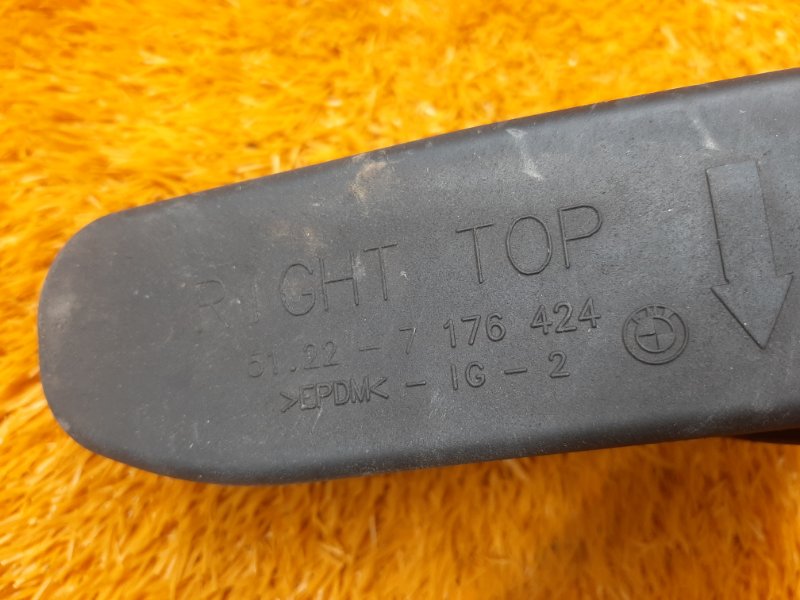 RIGHT TOP
51.22 - 7 176 424
>EPDM< - IG - 2